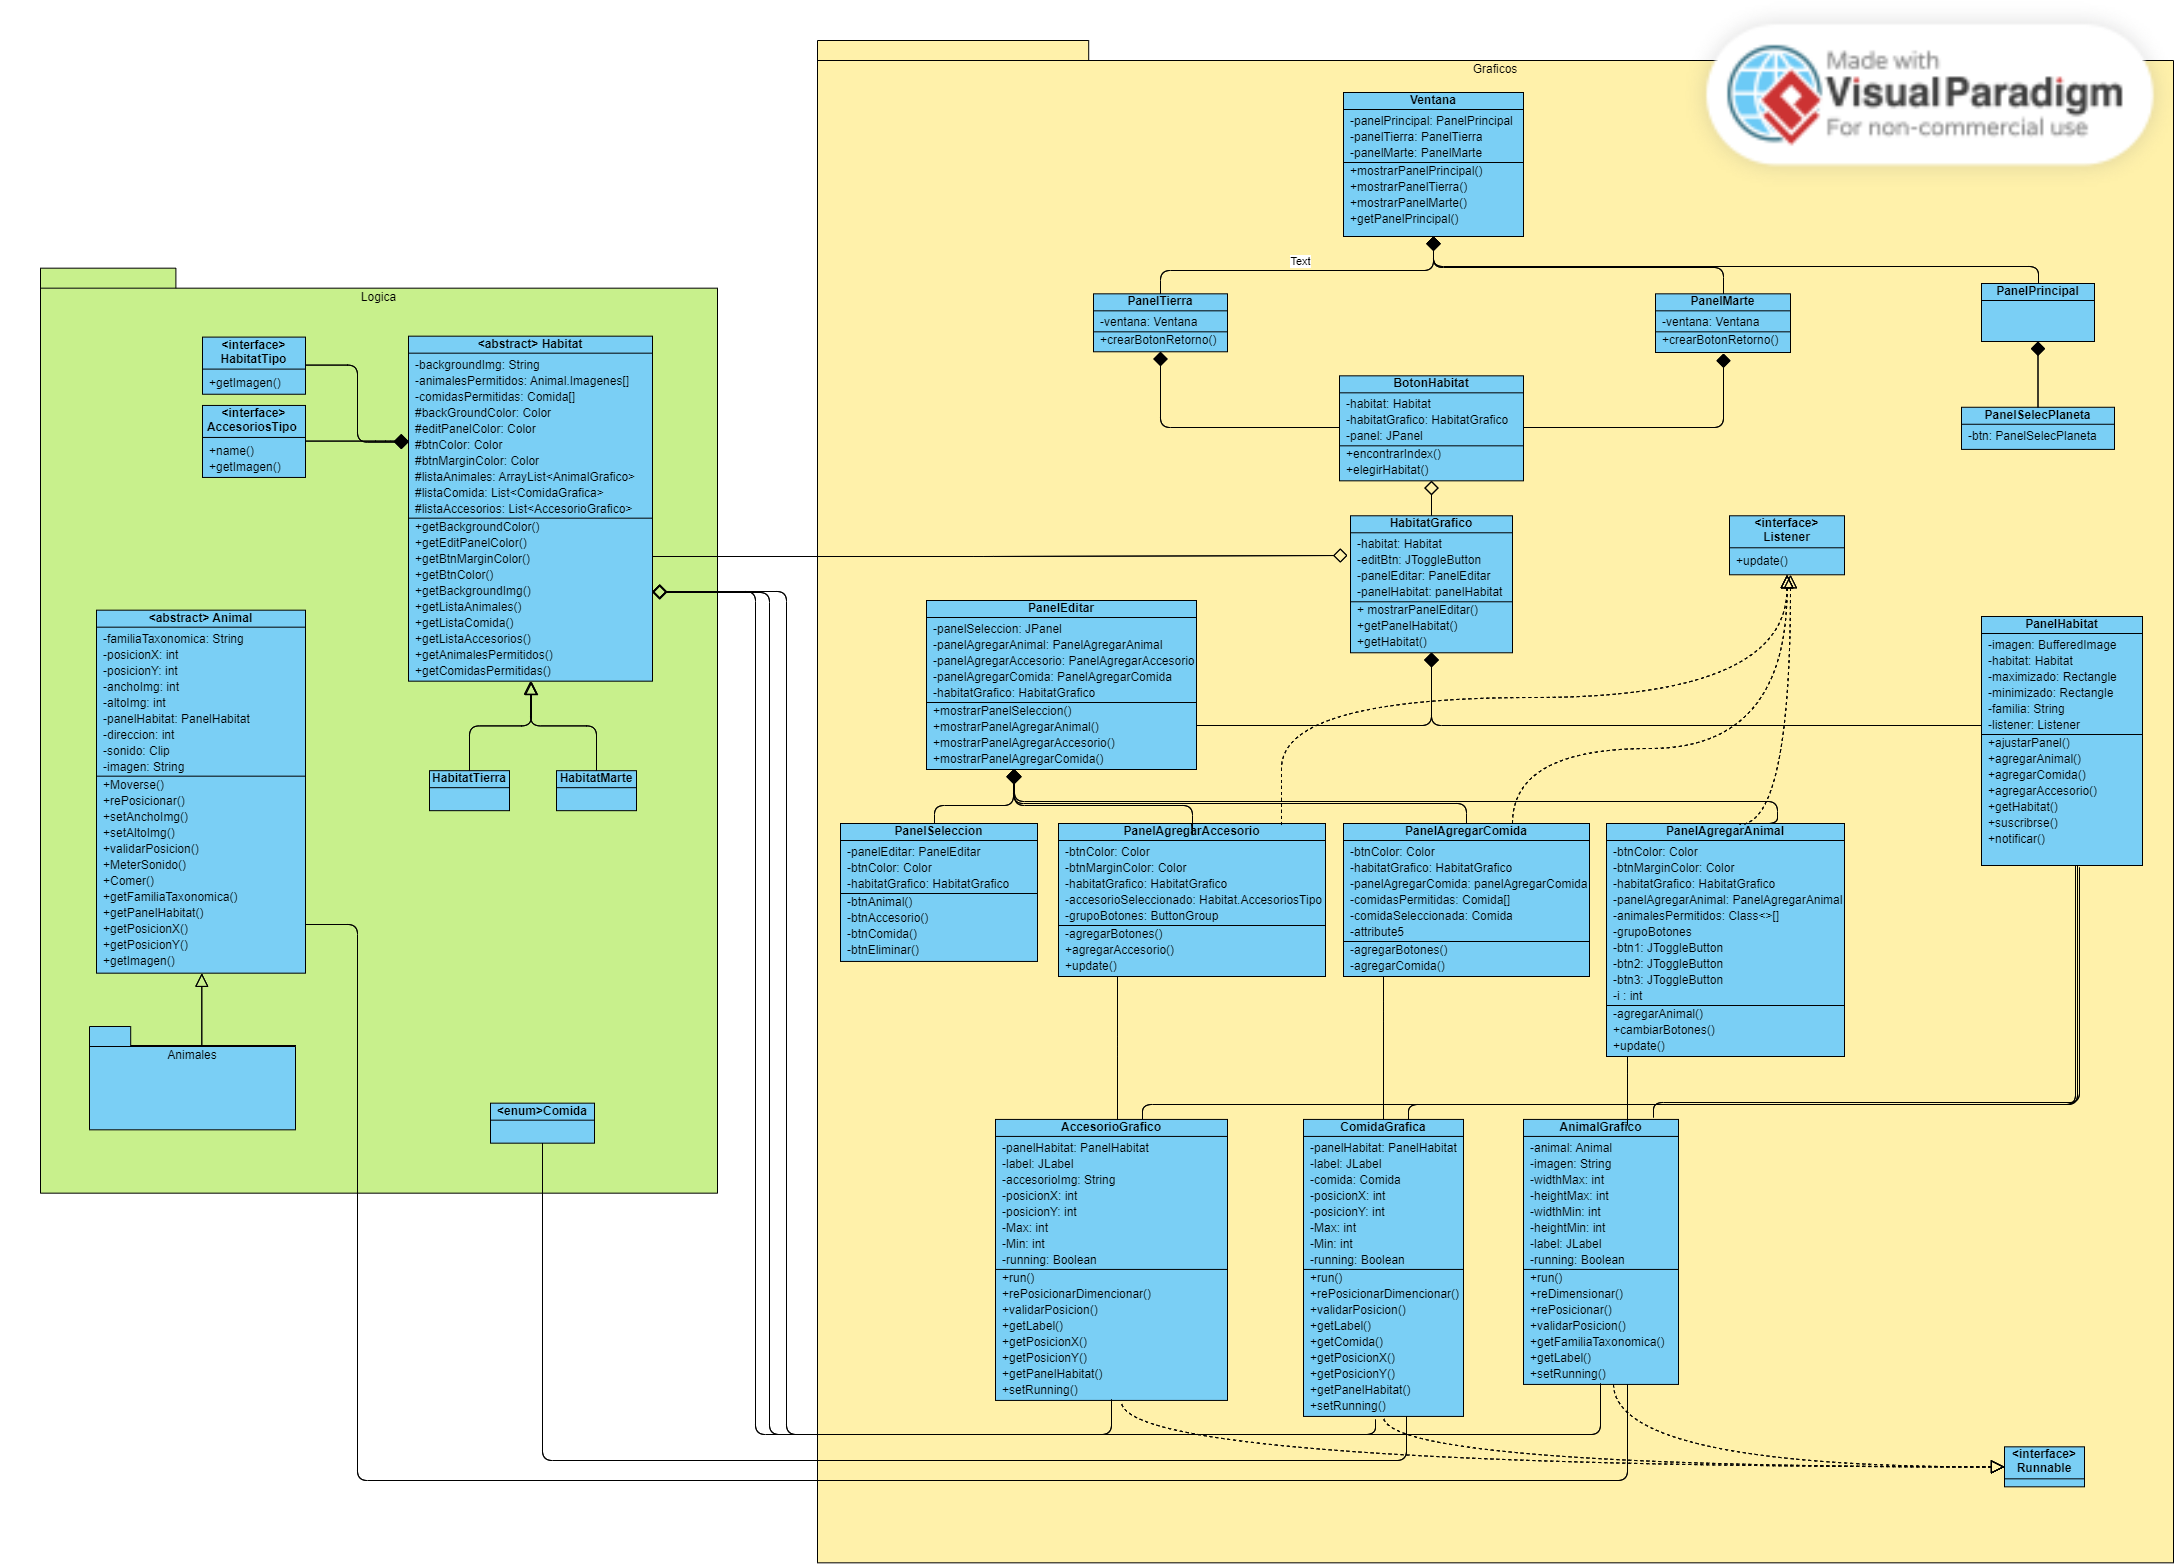 Made with
Visual Paradigm
For non-commercial use
Graficos
Ventana
-panelPrincipal: PanelPrincipal
-panelTierra: PanelTierra
-panelMarte: PanelMarte
+mostrarPanelPrincipal()
+mostrarPanelTierra()
+mostrarPanelMarte()
+getPanelPrincipal()
Text
PanelTierra
-ventana: Ventana
+crearBotonRetorno()
PanelMarte
-ventana: Ventana
+crearBotonRetorno()
PanelPrincipal
PanelSelecPlaneta
-btn: PanelSelecPlaneta
BotonHabitat
-habitat: Habitat
-habitatGrafico: HabitatGrafico
-panel: JPanel
+encontrarIndex()
+elegirHabitat()
HabitatGrafico
-habitat: Habitat
-editBtn: JToggleButton
-panelEditar: PanelEditar
-panelHabitat: panelHabitat
+ mostrarPanelEditar()
+getPanelHabitat()
+getHabitat()
<interface>
Listener
+update()
Logica
<interface>
HabitatTipo
+getImagen()
<interface>
AccesoriosTipo
+name()
+getImagen()
<abstract> Habitat
-backgroundImg: String
-animalesPermitidos: Animal.Imagenes[]
-comidasPermitidas: Comida[]
#backGroundColor: Color
#editPanelColor: Color
#btnColor: Color
#btnMarginColor: Color
#listaAnimales: ArrayList<AnimalGrafico>
#listaComida: List<ComidaGrafica>
#listaAccesorios: List<AccesorioGrafico>
+getBackgroundColor()
+getEditPanelColor()
+getBtnMarginColor()
+getBtnColor()
+getBackgroundImg()
+getListaAnimales()
+getListaComida()
+getListaAccesorios()
+getAnimalesPermitidos()
+getComidasPermitidas()
HabitatTierra
HabitatMarte
<abstract> Animal
-familiaTaxonomica: String
-posicionX: int
-posicionY: int
-anchoImg: int
-altoImg: int
-panelHabitat: PanelHabitat
-direccion: int
-sonido: Clip
-imagen: String
+Moverse()
+rePosicionar()
+setAnchoImg()
+setAltoImg()
+validarPosicion()
+MeterSonido()
+Comer()
+getFamiliaTaxonomica()
+getPanelHabitat()
+getPosicionX()
+getPosicionY()
+getImagen()
Animales
<enum>Comida
PanelEditar
-panelSeleccion: JPanel
-panelAgregarAnimal: PanelAgregarAnimal
-panelAgregarAccesorio: PanelAgregarAccesorio
-panelAgregarComida: PanelAgregarComida
-habitatGrafico: HabitatGrafico
+mostrarPanelSeleccion()
+mostrarPanelAgregarAnimal()
+mostrarPanelAgregarAccesorio()
+mostrarPanelAgregarComida()
PanelHabitat
-imagen: BufferedImage
-habitat: Habitat
-maximizado: Rectangle
-minimizado: Rectangle
-familia: String
-listener: Listener
+ajustarPanel()
+agregarAnimal()
+agregarComida()
+agregarAccesorio()
+getHabitat()
+suscribrse()
+notificar()
PanelSeleccion
-panelEditar: PanelEditar
-btnColor: Color
-habitatGrafico: HabitatGrafico
-btnAnimal()
-btnAccesorio()
-btnComida()
-btnEliminar()
PanelAgregarAccesorio
-btnColor: Color
-btnMarginColor: Color
-habitatGrafico: HabitatGrafico
-accesorioSeleccionado: Habitat.AccesoriosTipo
-grupoBotones: ButtonGroup
-agregarBotones()
+agregarAccesorio()
+update()
PanelAgregarComida
-btnColor: Color
-habitatGrafico: HabitatGrafico
-panelAgregarComida: panelAgregarComida
-comidasPermitidas: Comida[]
-comidaSeleccionada: Comida
-attribute5
-agregarBotones()
-agregarComida()
PanelAgregarAnimal
-btnColor: Color
-btnMarginColor: Color
-habitatGrafico: HabitatGrafico
-panelAgregarAnimal: PanelAgregarAnimal
-animalesPermitidos: Class<>[]
-grupoBotones
-btn1: JToggleButton
-btn2: JToggleButton
-btn3: JToggleButton
-i : int
-agregarAnimal()
+cambiarBotones()
+update()
AccesorioGrafico
-panelHabitat: PanelHabitat
-label: JLabel
-accesorioImg: String
-posicionX: int
-posicionY: int
-Max: int
-Min: int
-running: Boolean
+run()
+rePosicionarDimencionar()
+validarPosicion()
+getLabel()
+getPosicionX()
+getPosicionY()
+getPanelHabitat()
+setRunning()
ComidaGrafica
-panelHabitat: PanelHabitat
-label: JLabel
-comida: Comida
-posicionX: int
-posicionY: int
-Max: int
-Min: int
-running: Boolean
+run()
+rePosicionarDimencionar()
+validarPosicion()
+getLabel()
+getComida()
+getPosicionX()
+getPosicionY()
+getPanelHabitat()
+setRunning()
AnimalGrafico
-animal: Animal
-imagen: String
-widthMax: int
-heightMax: int
-widthMin: int
-heightMin: int
-label: JLabel
-running: Boolean
+run()
+reDimensionar()
+rePosicionar()
+validarPosicion()
+getFamiliaTaxonomica()
+getLabel()
+setRunning()
<interface>
Runnable